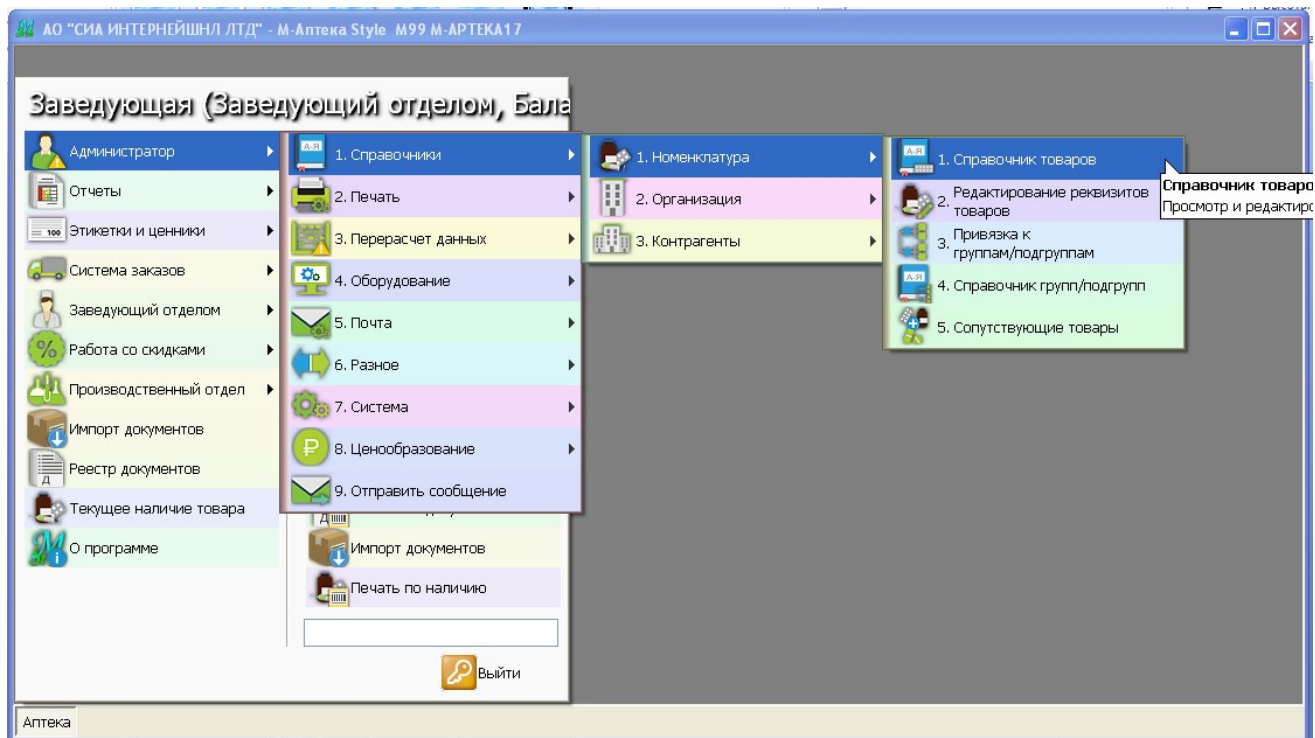 АО "СИА ИНТЕРНЕЙШНЛ ЛТД" - М-Аптека Style М99 М-АРТЕКА17
Заведующая (Заведующий отделом, Бала
Администратор
Отчеты
100 Этикетки и ценники
Система заказов
Заведующий отделом
% Работа со скидками
Производственный отдел
Импорт документов
Д Реестр документов
Текущее наличие товара
О программе
А-Я 1. Справочники
2. Печать
3. Перерасчет данных
4. Оборудование
5. Почта
6. Разное
7. Система
8. Ценообразование
9. Отправить сообщение
Д
Импорт документов
Печать по наличию
Выйти
1. Номенклатура
2. Организация
3. Контрагенты
А-Я 1. Справочник товаров
2. Редактирование реквизитов
товаров
3. Привязка к
группам/подгруппам
А-Я 4. Справочник групп/подгрупп
5. Сопутствующие товары
Справочник товаро
Просмотр и редактиро
Аптека